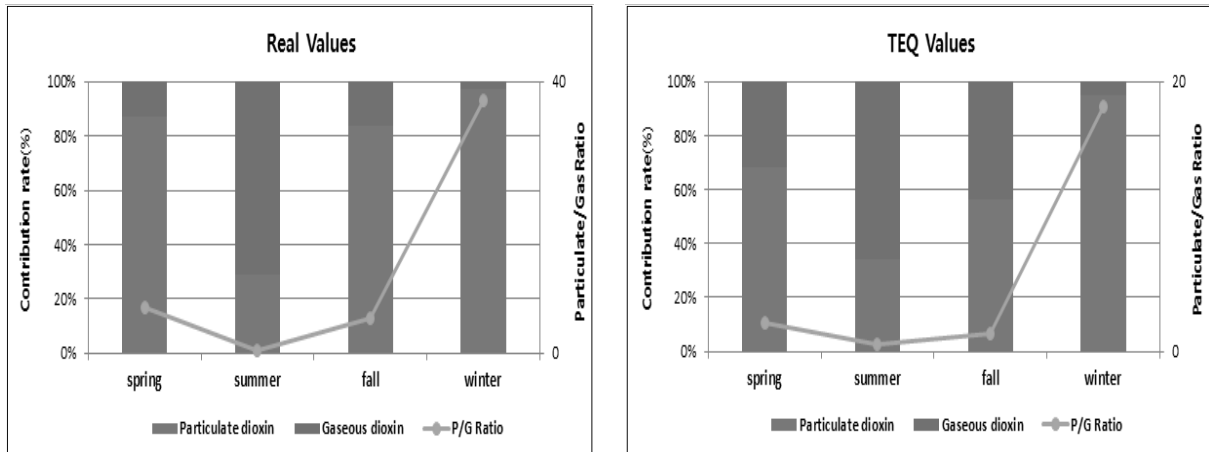 Real Values
100%
80%
60%
40%
20%
0%
Contribution rate(%)
40
0
Particulate/Gas Ratio
spring summer fall winter
Particulate dioxin Gaseous dioxin P/G Ratio
TEQ Values
100%
80%
60%
40%
20%
0%
Contribution rate(%)
20
0
Particulate/Gas Ratio
spring summer fall winter
Particulate dioxin Gaseous dioxin P/G Ratio